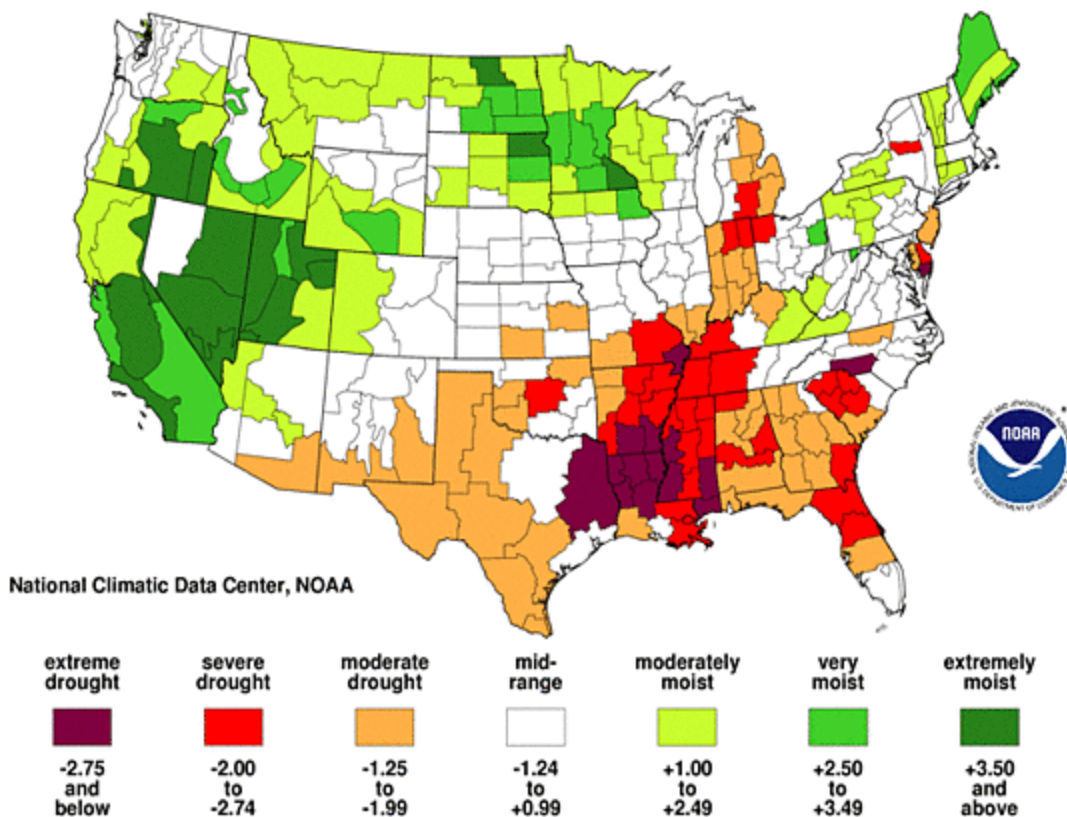 NOAA
National Climatic Data Center, NOAA
extreme
drought
severe
drought
moderate
drought
mid-
range
moderately
moist
very
moist
extremely
moist
-2.75
and
below
-2.00
to
-2.74
-1.25
to
-1.99
-1.24
to
+0.99
+1.00
to
+2.49
+2.50
to
+3.49
+3.50
and
above